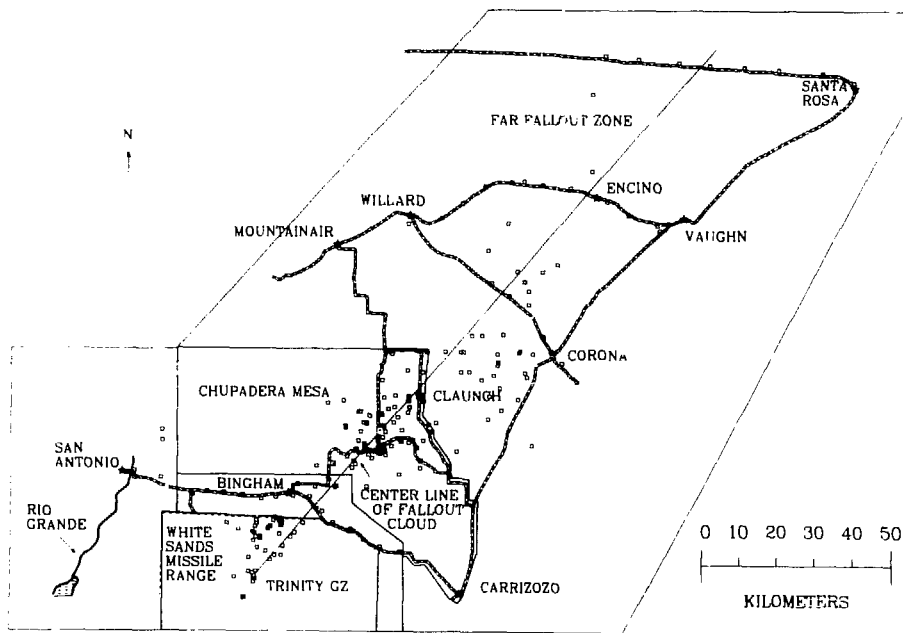 SANTA
ROSA
FAR FALLOUT ZONE
N
ENCINO
WILLARD
VAUGHN
MOUNTAINAIR
CORONA
CHUPADERA MESA
CLAUNCH
SAN
ANTONIO
BINGHAM
CENTER LINE
OF FALLOUT
CLOUD
RIO
GRANDE
WHITE
SANDS
MISSILE
RANGE
TRINITY GZ
CARRIZOZO
0 10 20 30 40 50
KILOMETERS